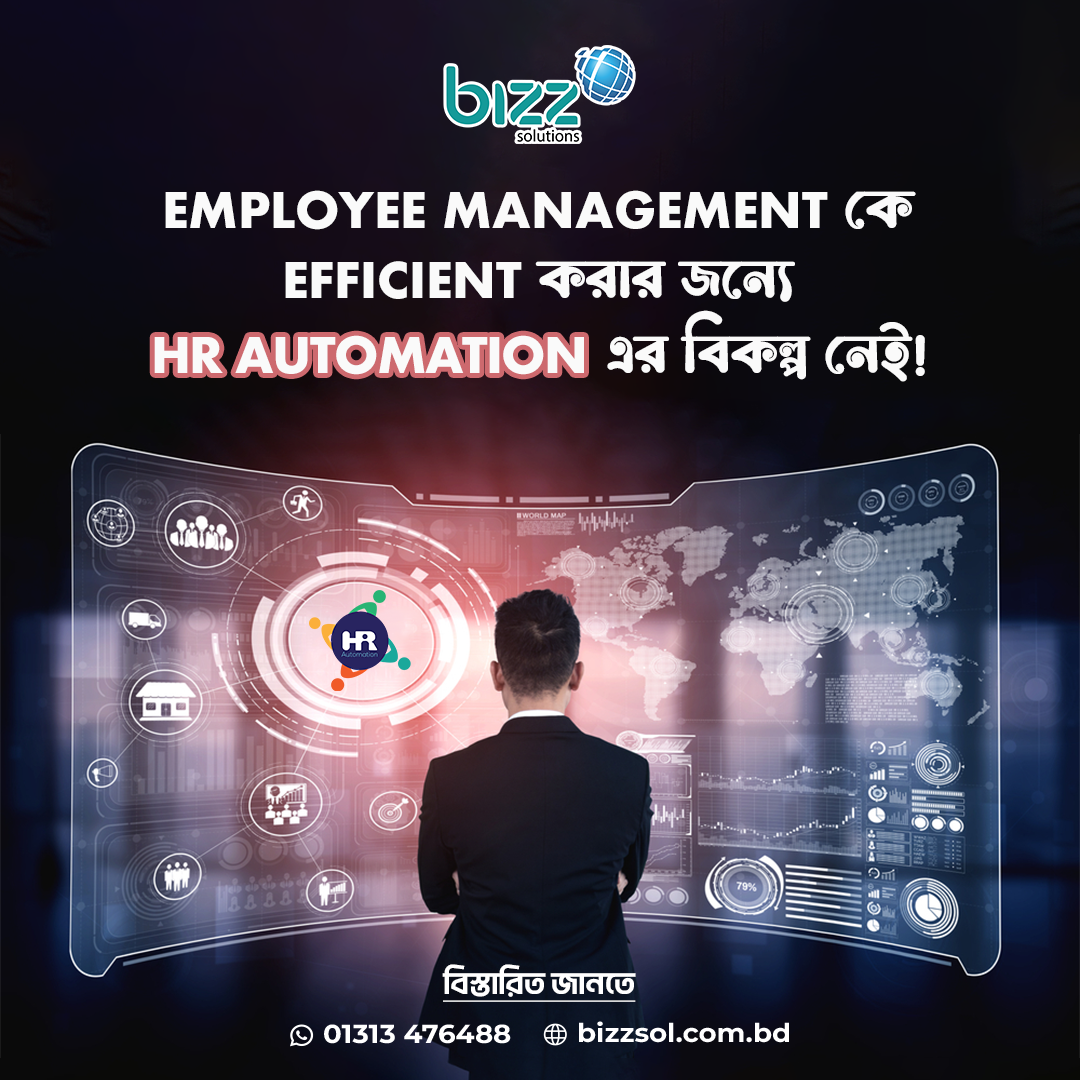 bizz
solutions
EMPLOYEE MANAGEMENT কে
EFFICIENT করার জন্যে
HR AUTOMATION এর বিকল্প নেই!
WORLD MAP
HR
Automation
79%
বিস্তারিত জানতে
01313 476488 bizzsol.com.bd